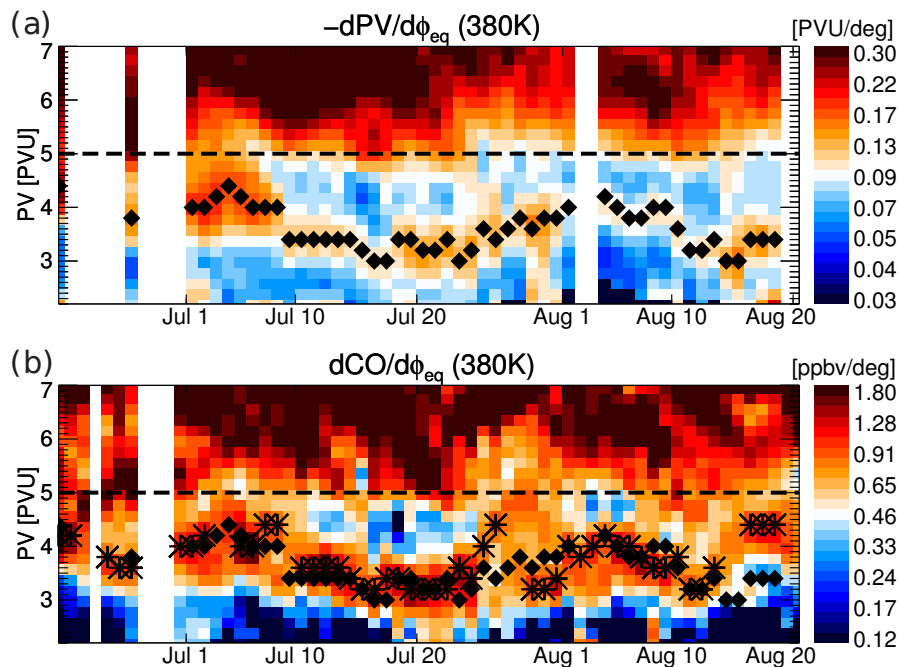 (a)
−dPV/dϕeq (380K)
[PVU/deg]
7
6
5
4
3
PV [PVU]
0.30
0.22
0.17
0.13
0.09
0.07
0.05
0.04
0.03
Jul 1
Jul 10
Jul 20
Aug 1
Aug 10
Aug 20
(b)
dCO/dϕeq (380K)
[ppbv/deg]
7
6
5
4
3
PV [PVU]
1.80
1.28
0.91
0.65
0.46
0.33
0.24
0.17
0.12
Jul 1
Jul 10
Jul 20
Aug 1
Aug 10
Aug 20